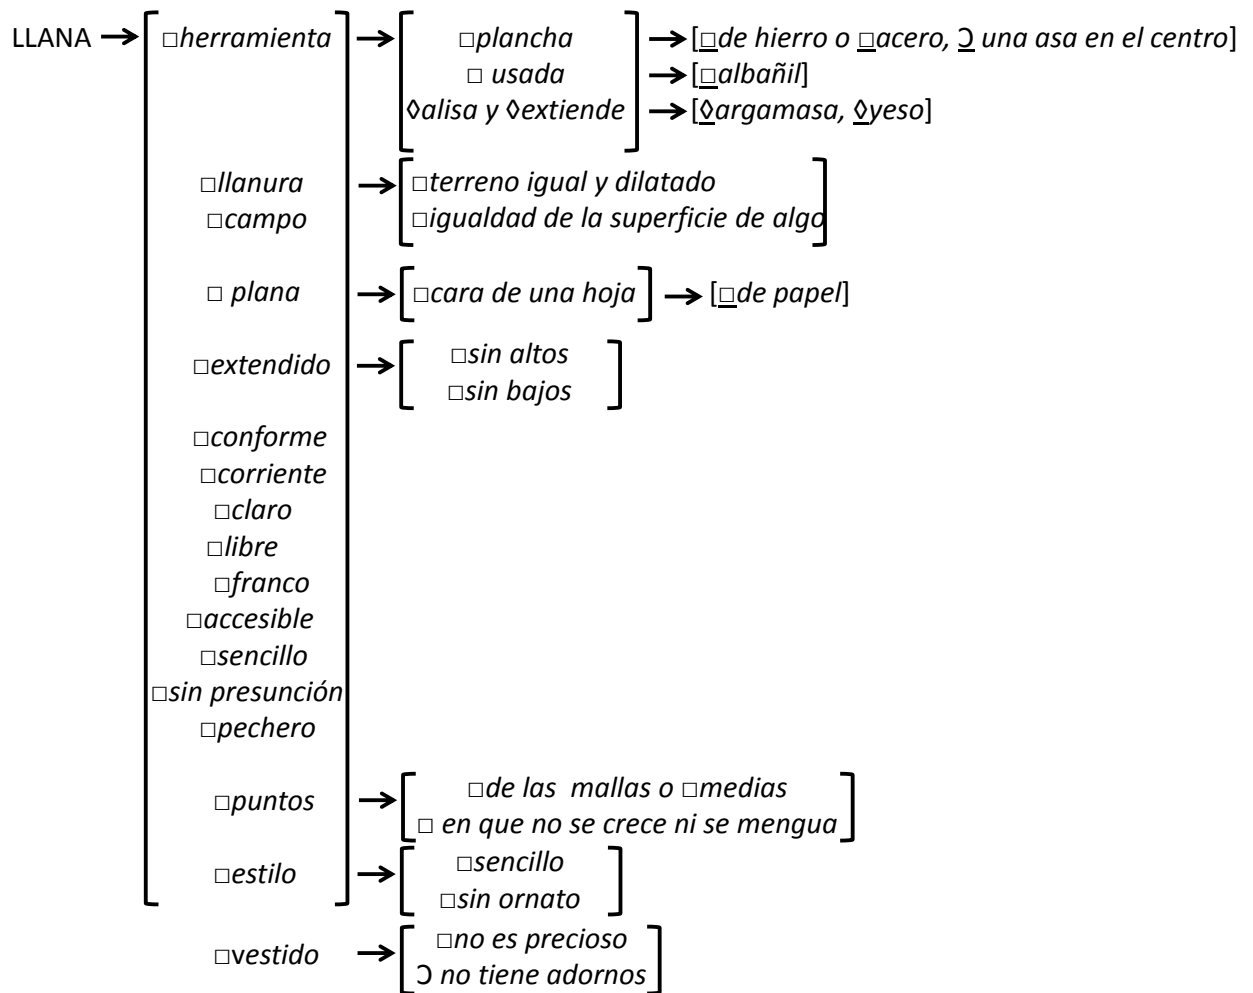 LLANA → □herramienta → □plancha → [□de hierro o □acero, Ɔ una asa en el centro]
□ usada → [□albañil]
◊alisa y ◊extiende → [◊argamasa, ◊yeso]
□llanura → □terreno igual y dilatado
□campo □igualdad de la superficie de algo
□ plana → [□cara de una hoja] → [□de papel]
□extendido → □sin altos
□sin bajos
□conforme
□corriente
□claro
□libre
□franco
□accesible
□sencillo
□sin presunción
□pechero
□de las mallas o □medias
□puntos →
□ en que no se crece ni se mengua
□sencillo
□estilo →
□sin ornato
□no es precioso
□vestido →
Ɔ no tiene adornos